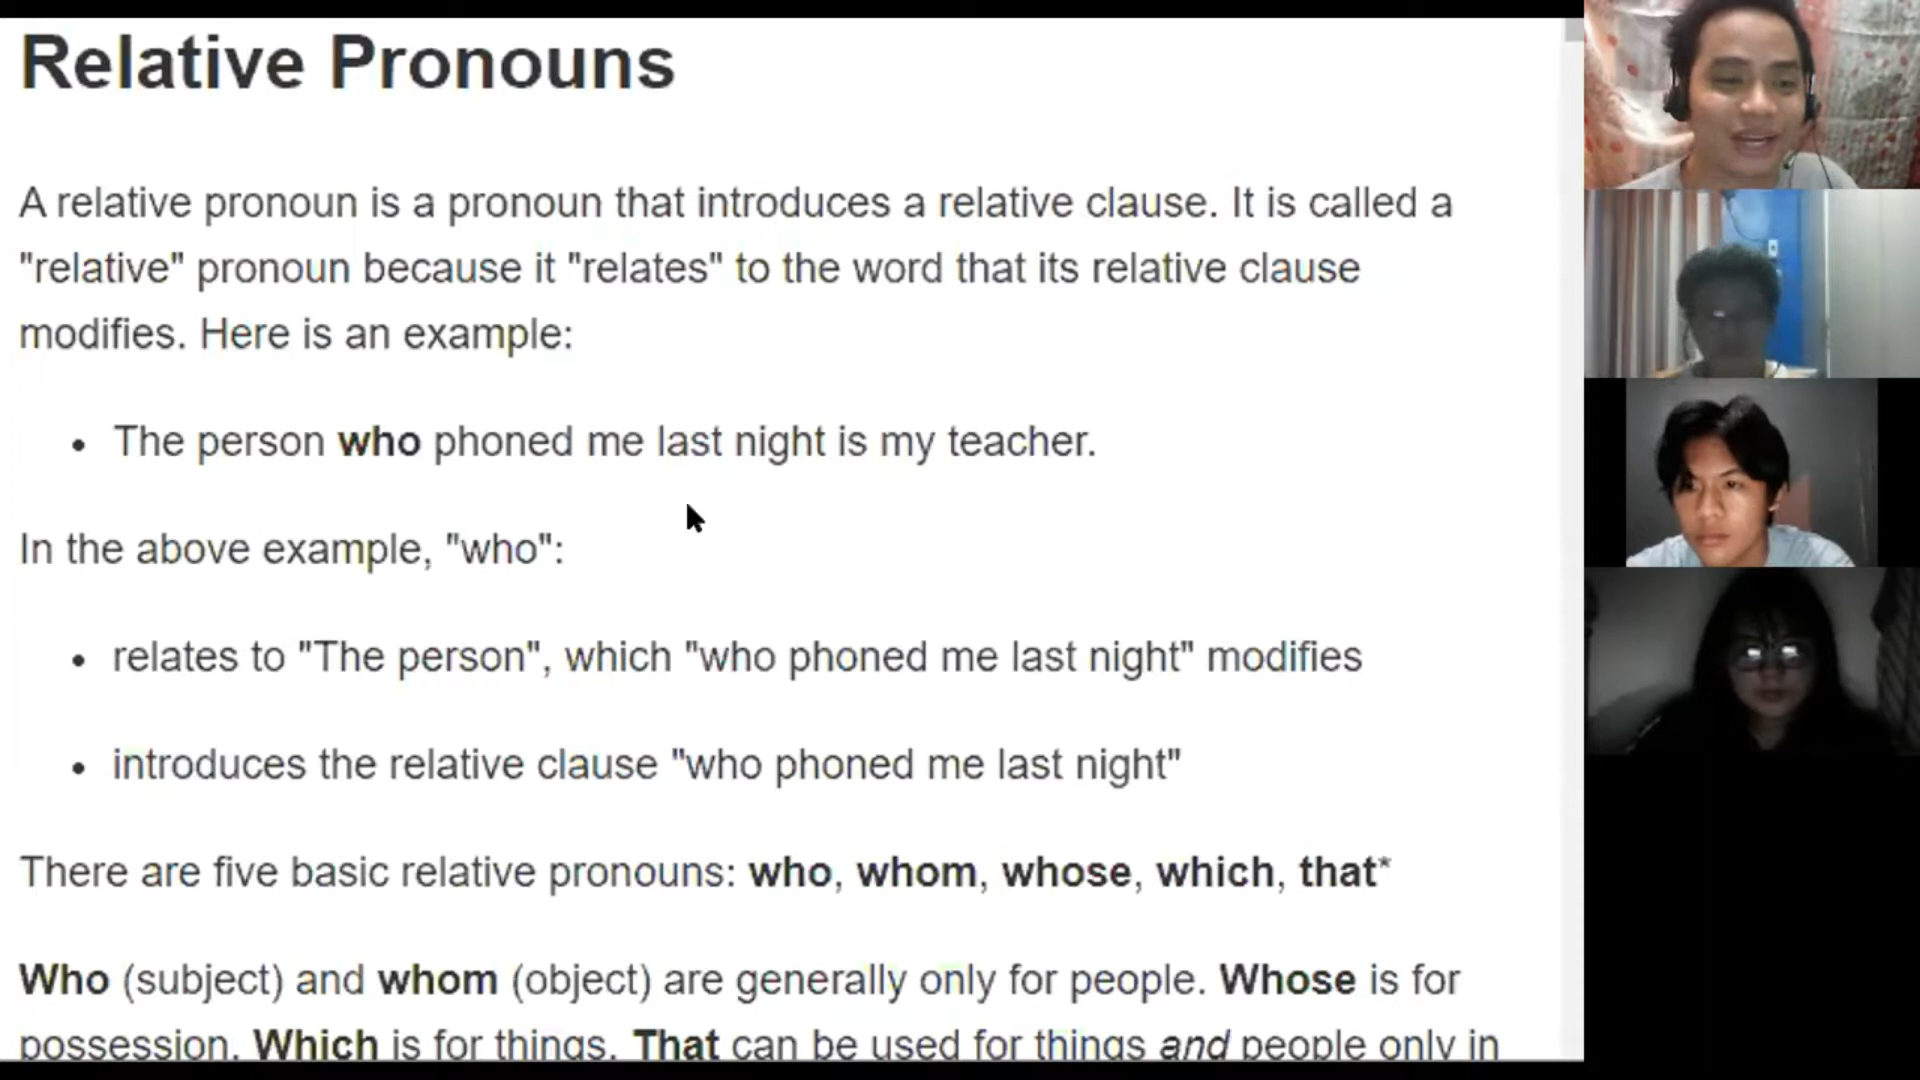 Relative Pronouns
A relative pronoun is a pronoun that introduces a relative clause. It is called a
"relative" pronoun because it "relates" to the word that its relative clause
modifies. Here is an example:
• The person who phoned me last night is my teacher.
In the above example, "who":
• relates to "The person", which "who phoned me last night" modifies
• introduces the relative clause "who phoned me last night"
There are five basic relative pronouns: who, whom, whose, which, that*
Who (subject) and whom (object) are generally only for people. Whose is for
possession. Which is for things. That can be used for things and people only in